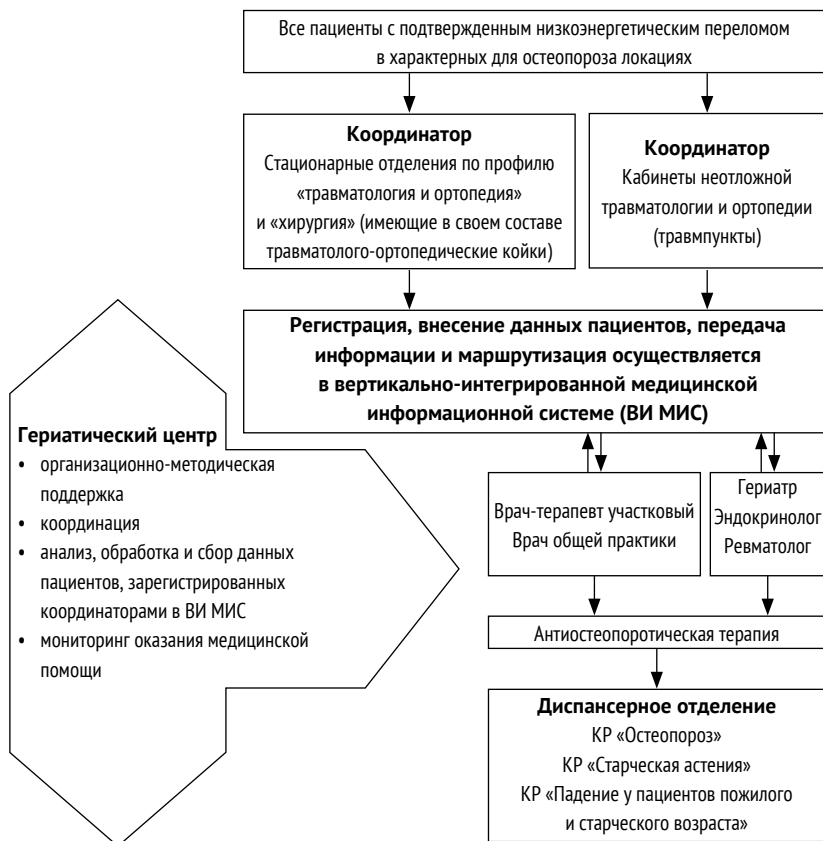 Все пациенты с подтвержденным низкоэнергетическим переломом
в характерных для остеопороза локациях
Координатор
Стационарные отделения по профилю
«травматология и ортопедия»
и «хирургия» (имеющие в своем составе
травматолого-ортопедические койки)
Координатор
Кабинеты неотложной
травматологии и ортопедии
(травмпункты)
Регистрация, внесение данных пациентов, передача
информации и маршрутизация осуществляется
в вертикально-интегрированной медицинской
информационной системе (ВИ МИС)
Гериатический центр
• организационно-методическая
поддержка
• координация
• анализ, обработка и сбор данных
пациентов, зарегистрированных
координаторами в ВИ МИС
• мониторинг оказания медицинской
помощи
Врач-терапевт участковый
Врач общей практики
Гериатр
Эндокринолог
Ревматолог
Антиостеопоротическая терапия
Диспансерное отделение
КР «Остеопороз»
КР «Старческая астения»
КР «Падение у пациентов пожилого
и старческого возраста»